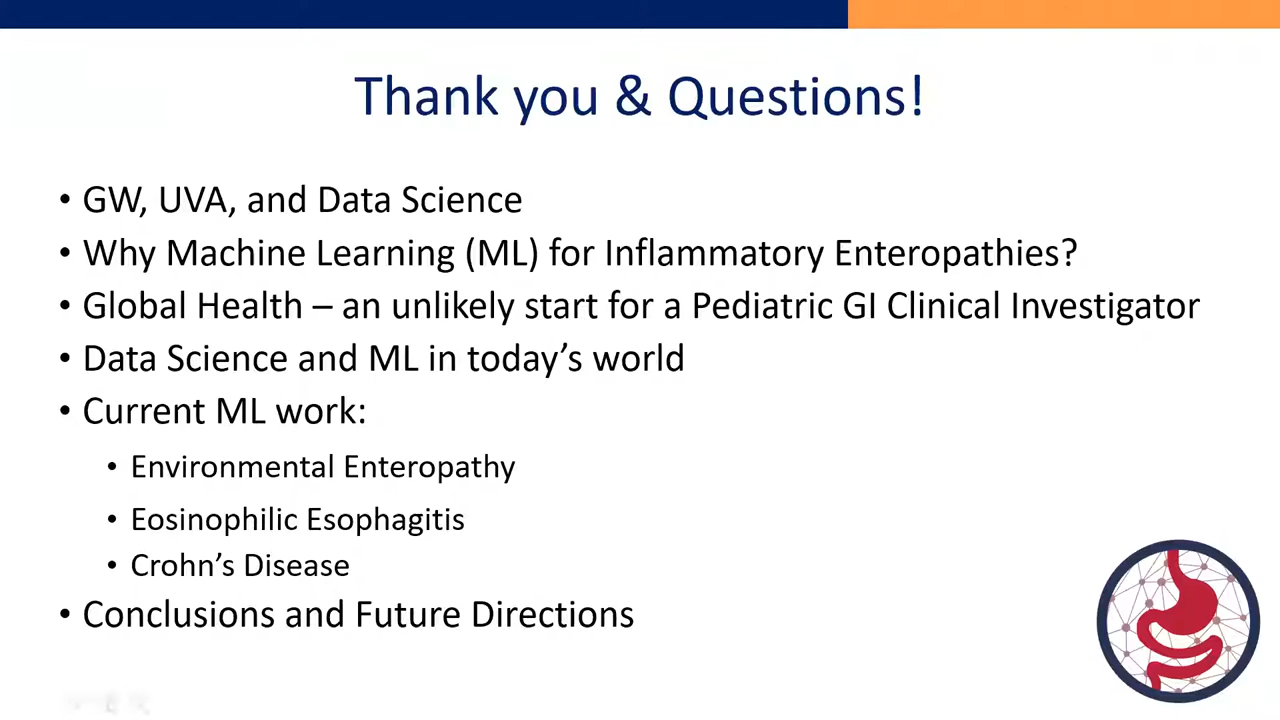 Thank you & Questions!
• GW, UVA, and Data Science
• Why Machine Learning (ML) for Inflammatory Enteropathies?
• Global Health – an unlikely start for a Pediatric GI Clinical Investigator
• Data Science and ML in today’s world
• Current ML work:
• Environmental Enteropathy
• Eosinophilic Esophagitis
• Crohn’s Disease
• Conclusions and Future Directions